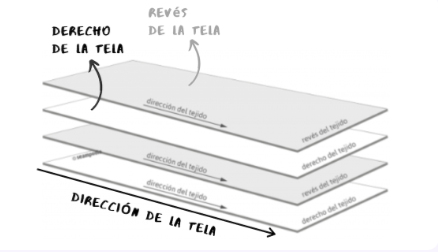 REVÉS
DE LA TELA
DERECHO
DE LA TELA
dirección del tejido
revés del tejido
derecho del tejido
dirección del tejido
revés del tejido
dirección del tejido
derecho del tejido
DIRECCIÓN DE LA TELA